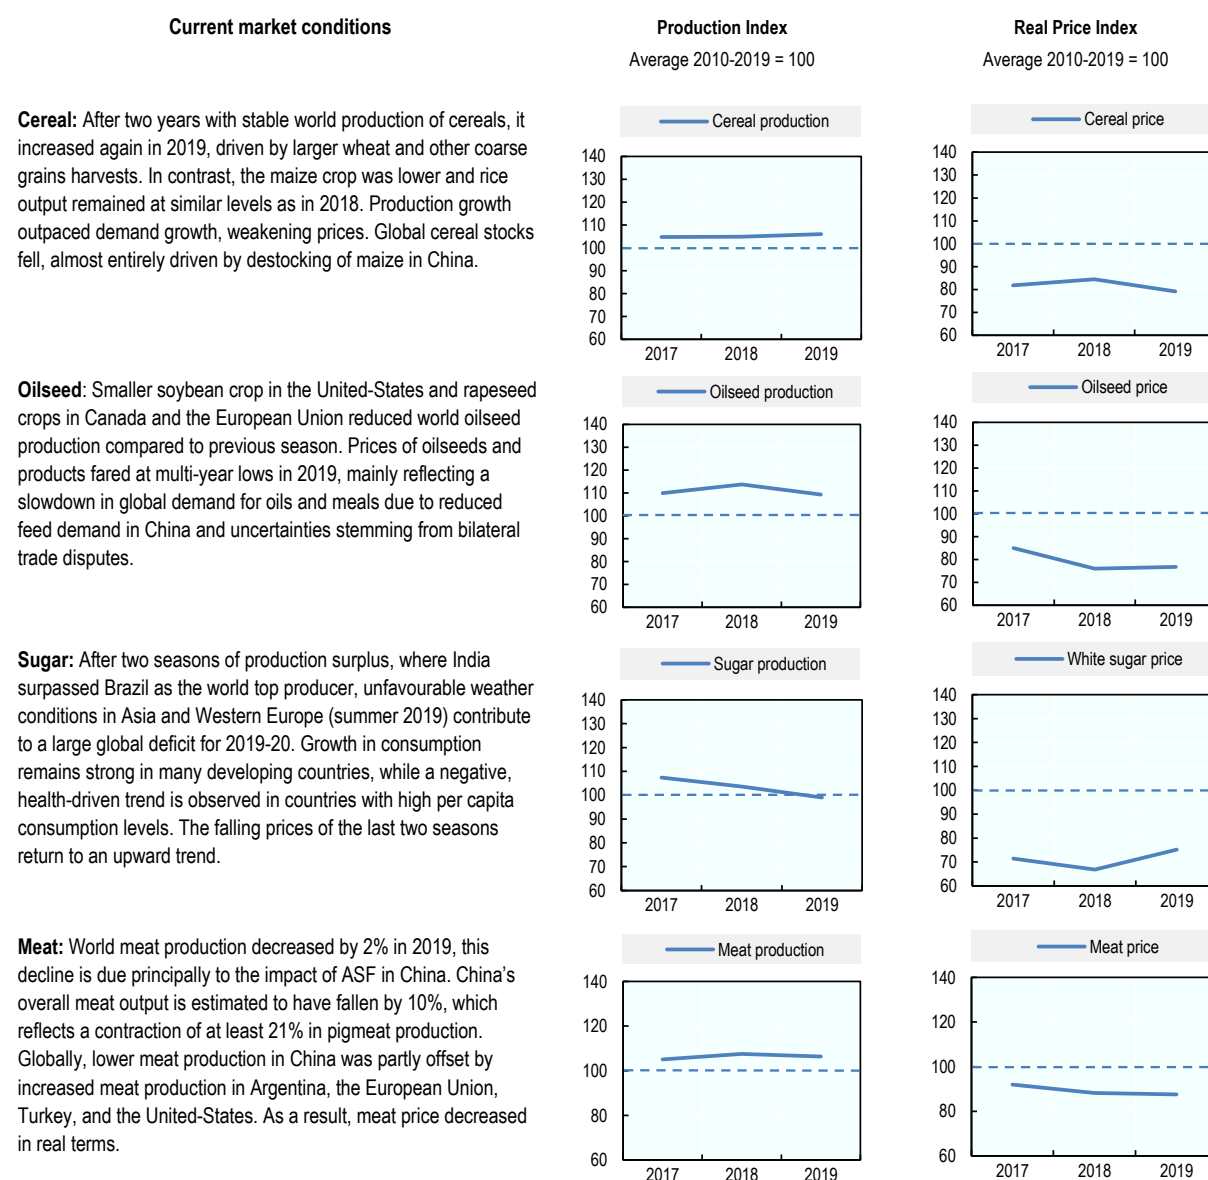 Current market conditions
Production Index
Real Price Index
Average 2010-2019 = 100
Average 2010-2019 = 100
Cereal: After two years with stable world production of cereals, it
increased again in 2019, driven by larger wheat and other coarse
grains harvests. In contrast, the maize crop was lower and rice
output remained at similar levels as in 2018. Production growth
outpaced demand growth, weakening prices. Global cereal stocks
fell, almost entirely driven by destocking of maize in China.
Cereal production
140
130
120
110
100
90
80
70
60
2017 2018 2019
Cereal price
140
130
120
110
100
90
80
70
60
2017 2018 2019
Oilseed: Smaller soybean crop in the United-States and rapeseed
crops in Canada and the European Union reduced world oilseed
production compared to previous season. Prices of oilseeds and
products fared at multi-year lows in 2019, mainly reflecting a
slowdown in global demand for oils and meals due to reduced
feed demand in China and uncertainties stemming from bilateral
trade disputes.
Oilseed production
140
130
120
110
100
90
80
70
60
2017 2018 2019
Oilseed price
140
130
120
110
100
90
80
70
60
2017 2018 2019
Sugar: After two seasons of production surplus, where India
surpassed Brazil as the world top producer, unfavourable weather
conditions in Asia and Western Europe (summer 2019) contribute
to a large global deficit for 2019-20. Growth in consumption
remains strong in many developing countries, while a negative,
health-driven trend is observed in countries with high per capita
consumption levels. The falling prices of the last two seasons
return to an upward trend.
Sugar production
140
130
120
110
100
90
80
70
60
2017 2018 2019
White sugar price
140
130
120
110
100
90
80
70
60
2017 2018 2019
Meat: World meat production decreased by 2% in 2019, this
decline is due principally to the impact of ASF in China. China's
overall meat output is estimated to have fallen by 10%, which
reflects a contraction of at least 21% in pigmeat production.
Globally, lower meat production in China was partly offset by
increased meat production in Argentina, the European Union,
Turkey, and the United-States. As a result, meat price decreased
in real terms.
Meat production
140
120
100
80
60
2017 2018 2019
Meat price
140
120
100
80
60
2017 2018 2019